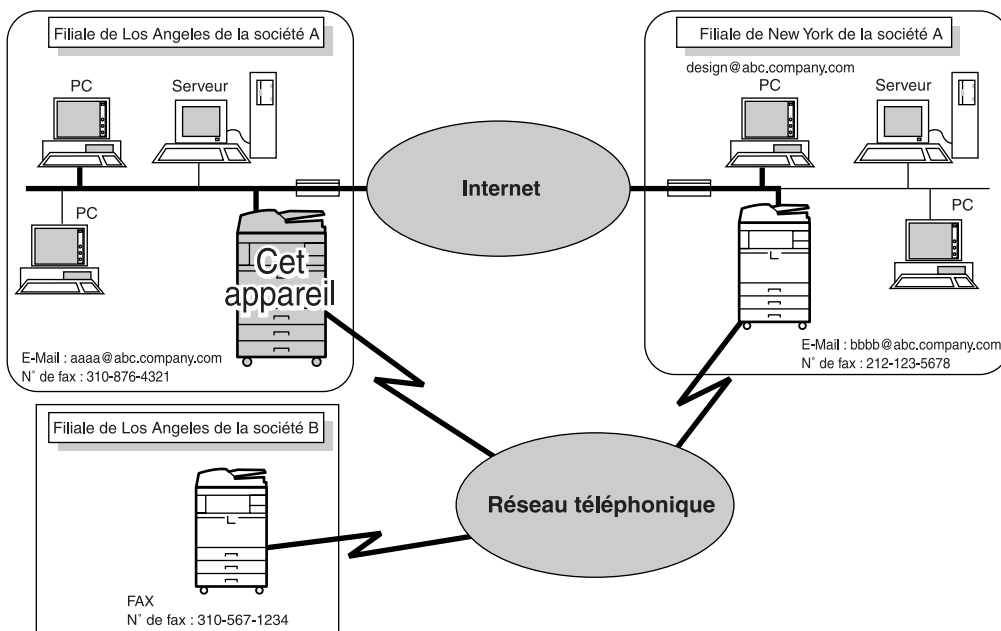 Filiale de Los Angeles de la société A
PC
Serveur
PC
Cet
appareil
E-Mail : aaaa@abc.company.com
N° de fax : 310-876-4321
Internet
Filiale de New York de la société A
design@abc.company.com
PC
Serveur
PC
E-Mail : bbbb@abc.company.com
N° de fax : 212-123-5678
Filiale de Los Angeles de la société B
FAX
N° de fax : 310-567-1234
Réseau téléphonique